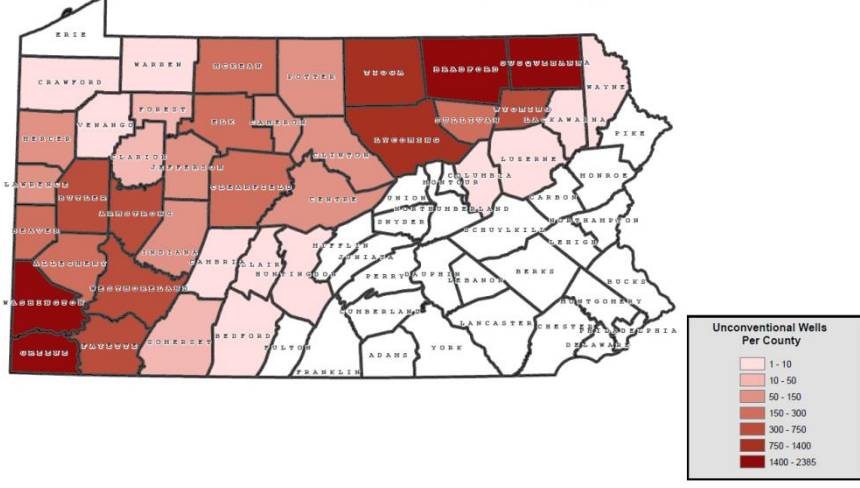 ERIE
WARREN
MCKEAN
POTTER
TIOGA
BRADFORD
SUSQUEHANNA
CRAWFORD
WAYNE
FOREST
VENANGO
ELK
CAMERON
SULLIVAN
WYOMING
LACKAWANNA
PIKE
MERCER
LYCOMING
CLARION
JEFFERSON
CLINTON
LUZERNE
COLUMBIA
MONTOUR
MONROE
LAWRENCE
CLEARFIELD
BUTLER
CENTRE
UNION
CARBON
ARMSTRONG
NORTHUMBERLAND
SNYDER
NORTHAMPTON
BEAVER
SCHUYLKILL
LEHIGH
INDIANA
MIFFLIN
JUNIATA
ALLEGHENY
CAMBRIA
BLAIR
HUNTINGDON
PERRY
DAUPHIN
LEBANON
BERKS
BUCKS
WESTMORELAND
WASHINGTON
MONTGOMERY
CUMBERLAND
LANCASTER
CHESTER
PHILADELPHIA
SOMERSET
BEDFORD
FULTON
FAYETTE
GREENE
YORK
ADAMS
DELAWARE
FRANKLIN
Unconventional Wells
Per County
1 - 10
10 - 50
50 - 150
150 - 300
300 - 750
750 - 1400
1400 - 2385